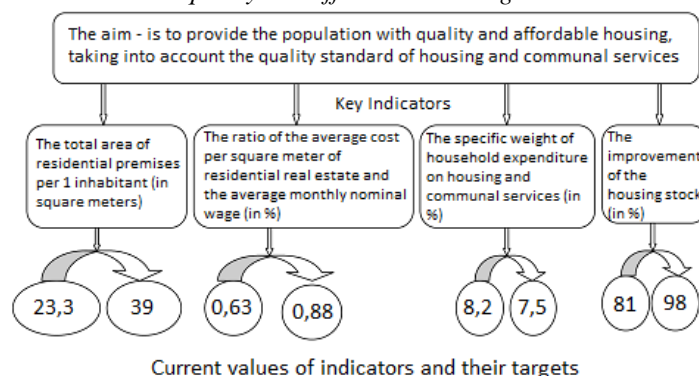 The aim - is to provide the population with quality and affordable housing,
taking into account the quality standard of housing and communal services
Key Indicators
The total area of
residential premises
per 1 inhabitant (in
square meters)
The ratio of the average cost
per square meter of
residential real estate and
the average monthly nominal
wage (in %)
The specific weight of
household expenditure
on housing and
communal services (in
%)
The
improvement
of the
housing stock
(in %)
23,3
39
0,63
0,88
8,2
7,5
81
98
Current values of indicators and their targets